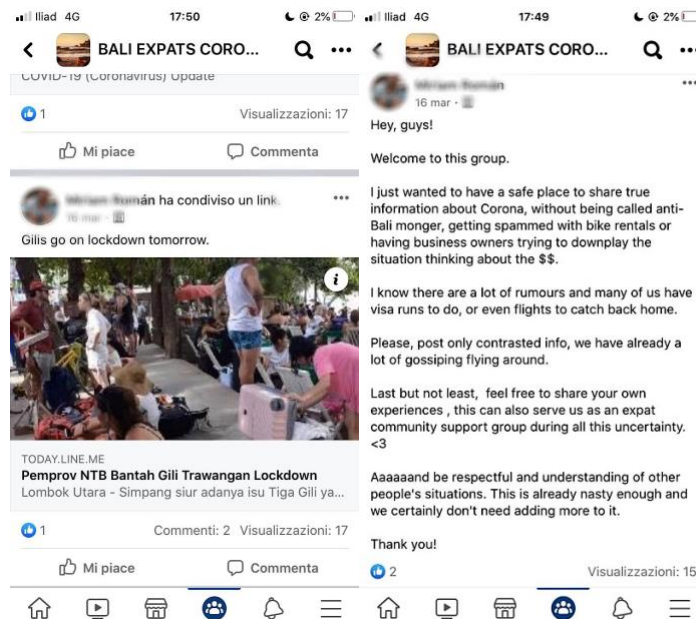 Iliad 4G 17:50 2%
BALI EXPATS CORO...
COVID-19 (Coronavirus) Update
1 Visualizzazioni: 17
Mi piace Commenta
ha condiviso un link.
16 mar
Gilis go on lockdown tomorrow.
TODAY.LINE.ME
Pemprov NTB Bantah Gili Trawangan Lockdown
Lombok Utara - Simpang siur adanya isu Tiga Gili ya...
1 Commenti: 2 Visualizzazioni: 17
Mi piace Commenta
Iliad 4G 17:49 2%
BALI EXPATS CORO...
16 mar
Hey, guys!
Welcome to this group.
I just wanted to have a safe place to share true
information about Corona, without being called anti-
Bali monger, getting spammed with bike rentals or
having business owners trying to downplay the
situation thinking about the $$.
I know there are a lot of rumours and many of us have
visa runs to do, or even flights to catch back home.
Please, post only contrasted info, we have already a
lot of gossiping flying around.
Last but not least, feel free to share your own
experiences , this can also serve us as an expat
community support group during all this uncertainty.
<3
Aaaaaand be respectful and understanding of other
people's situations. This is already nasty enough and
we certainly don't need adding more to it.
Thank you!
2 Visualizzazioni: 15